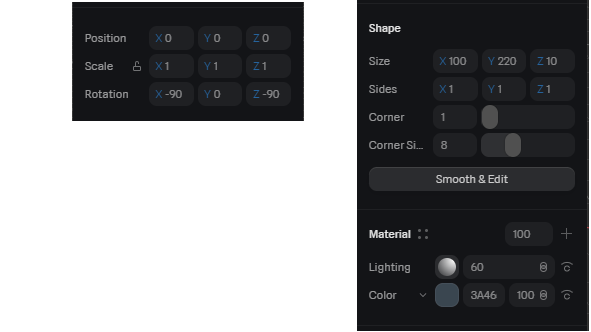 Position X 0 Y 0 Z 0
Scale X 1 Y 1 Z 1
Rotation X -90 Y 0 Z -90
Shape
Size X 100 Y 220 Z 10
Sides X 1 Y 1 Z 1
Corner 1
Corner Si... 8
Smooth & Edit
Material 100
Lighting 60
Color 3A46 100